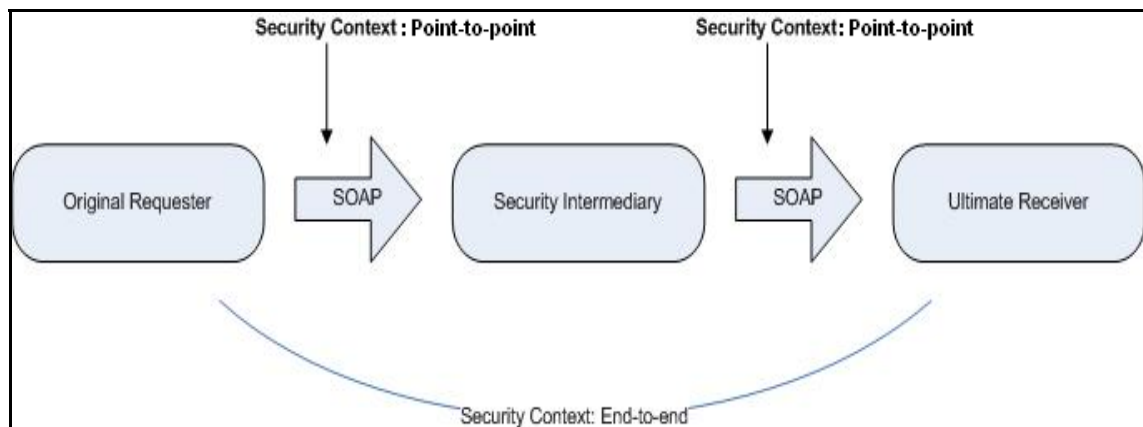 Security Context : Point-to-point
Security Context: Point-to-point
Original Requester
SOAP
Security Intermediary
SOAP
Ultimate Receiver
Security Context: End-to-end